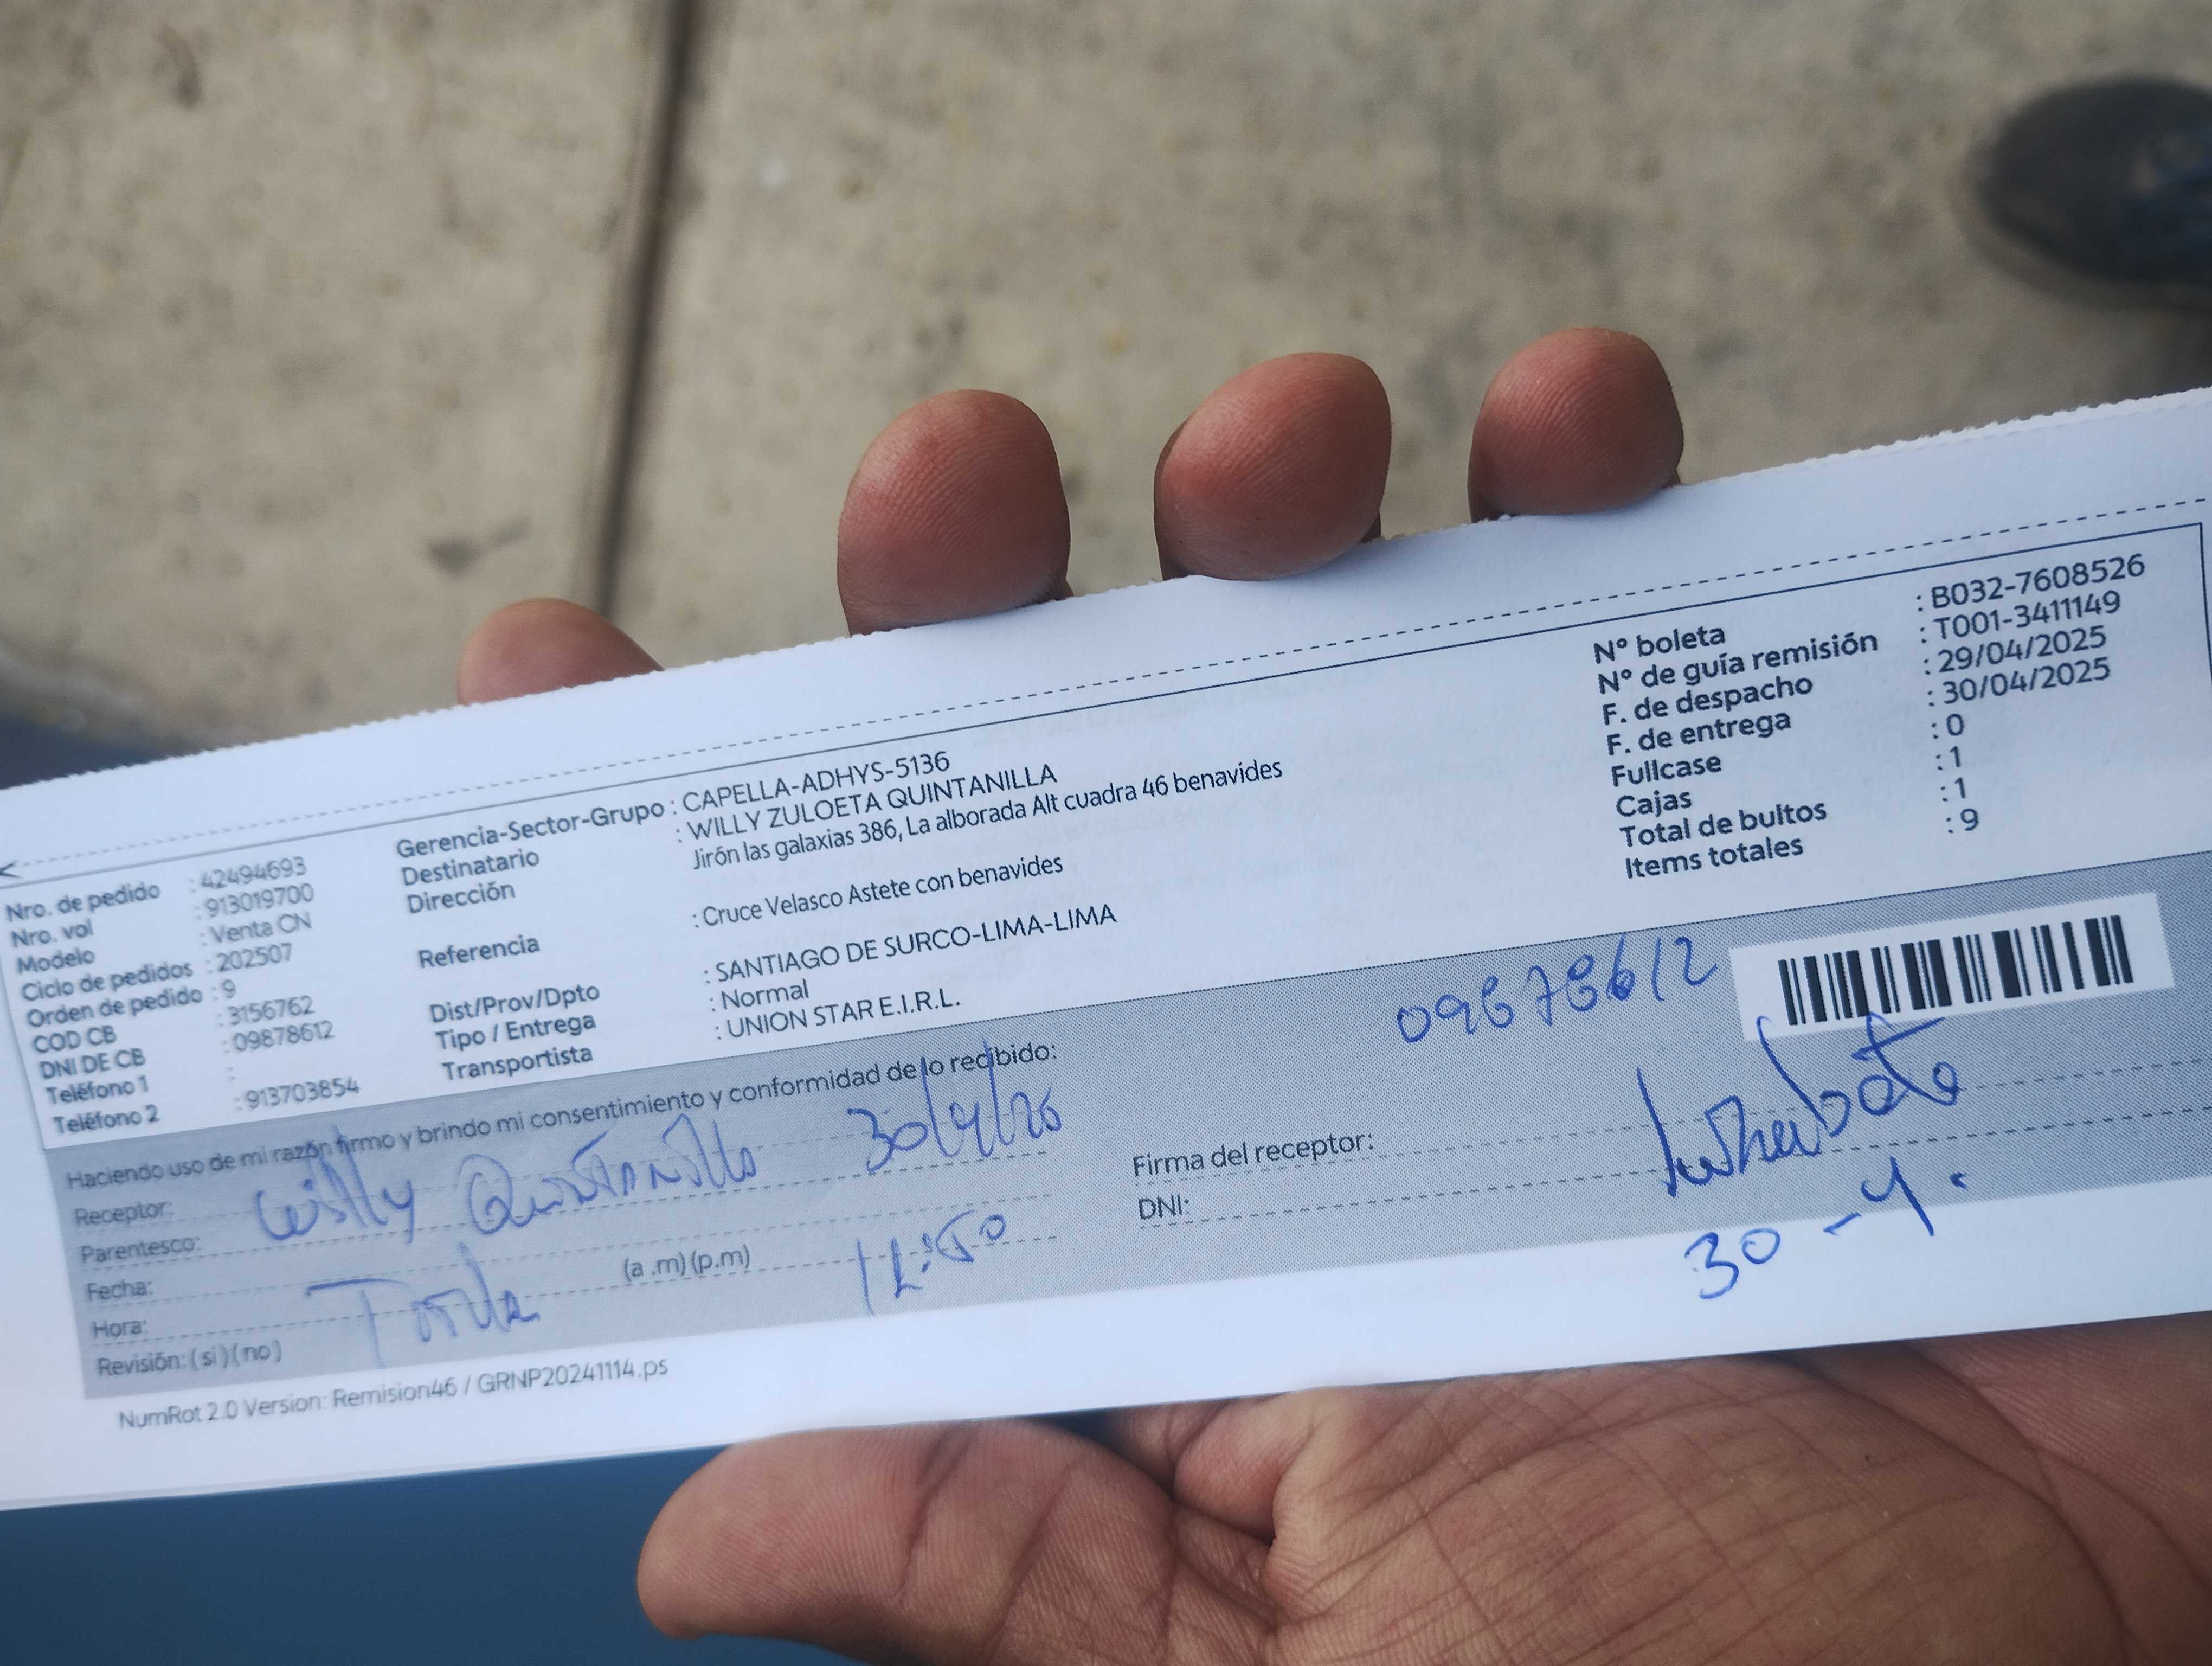 Nro. de pedido : 42494693
Nro. vol : 913019700
Modelo : Venta CN
Ciclo de pedidos : 202507
Orden de pedido : 9
COD CB : 3156762
DNI DE CB : 09878612
Teléfono 1 :
Teléfono 2 : 913703854
Gerencia-Sector-Grupo : CAPELLA-ADHYS-5136
Destinatario : WILLY ZULOETA QUINTANILLA
Dirección Jirón las galaxias 386, La alborada Alt cuadra 46 benavides
Referencia : Cruce Velasco Astete con benavides
Dist/Prov/Dpto : SANTIAGO DE SURCO-LIMA-LIMA
Tipo / Entrega : Normal
Transportista : UNION STAR E.I.R.L.
N° boleta : B032-7608526
N° de guía remisión : T001-3411149
F. de despacho : 29/04/2025
F. de entrega : 30/04/2025
Fullcase : 0
Cajas : 1
Total de bultos : 1
Items totales : 9
Haciendo uso de mi razón firmo y brindo mi consentimiento y conformidad de lo recibido:
Receptor: Willy Quintanilla 30/4/25
Parentesco:
Fecha:
Hora: (a .m) (p.m)
Revisión: ( si ) ( no )
Firma del receptor:
DNI:
09878612
30-4.
NumRot 2.0 Version: Remision46 / GRNP20241114.ps